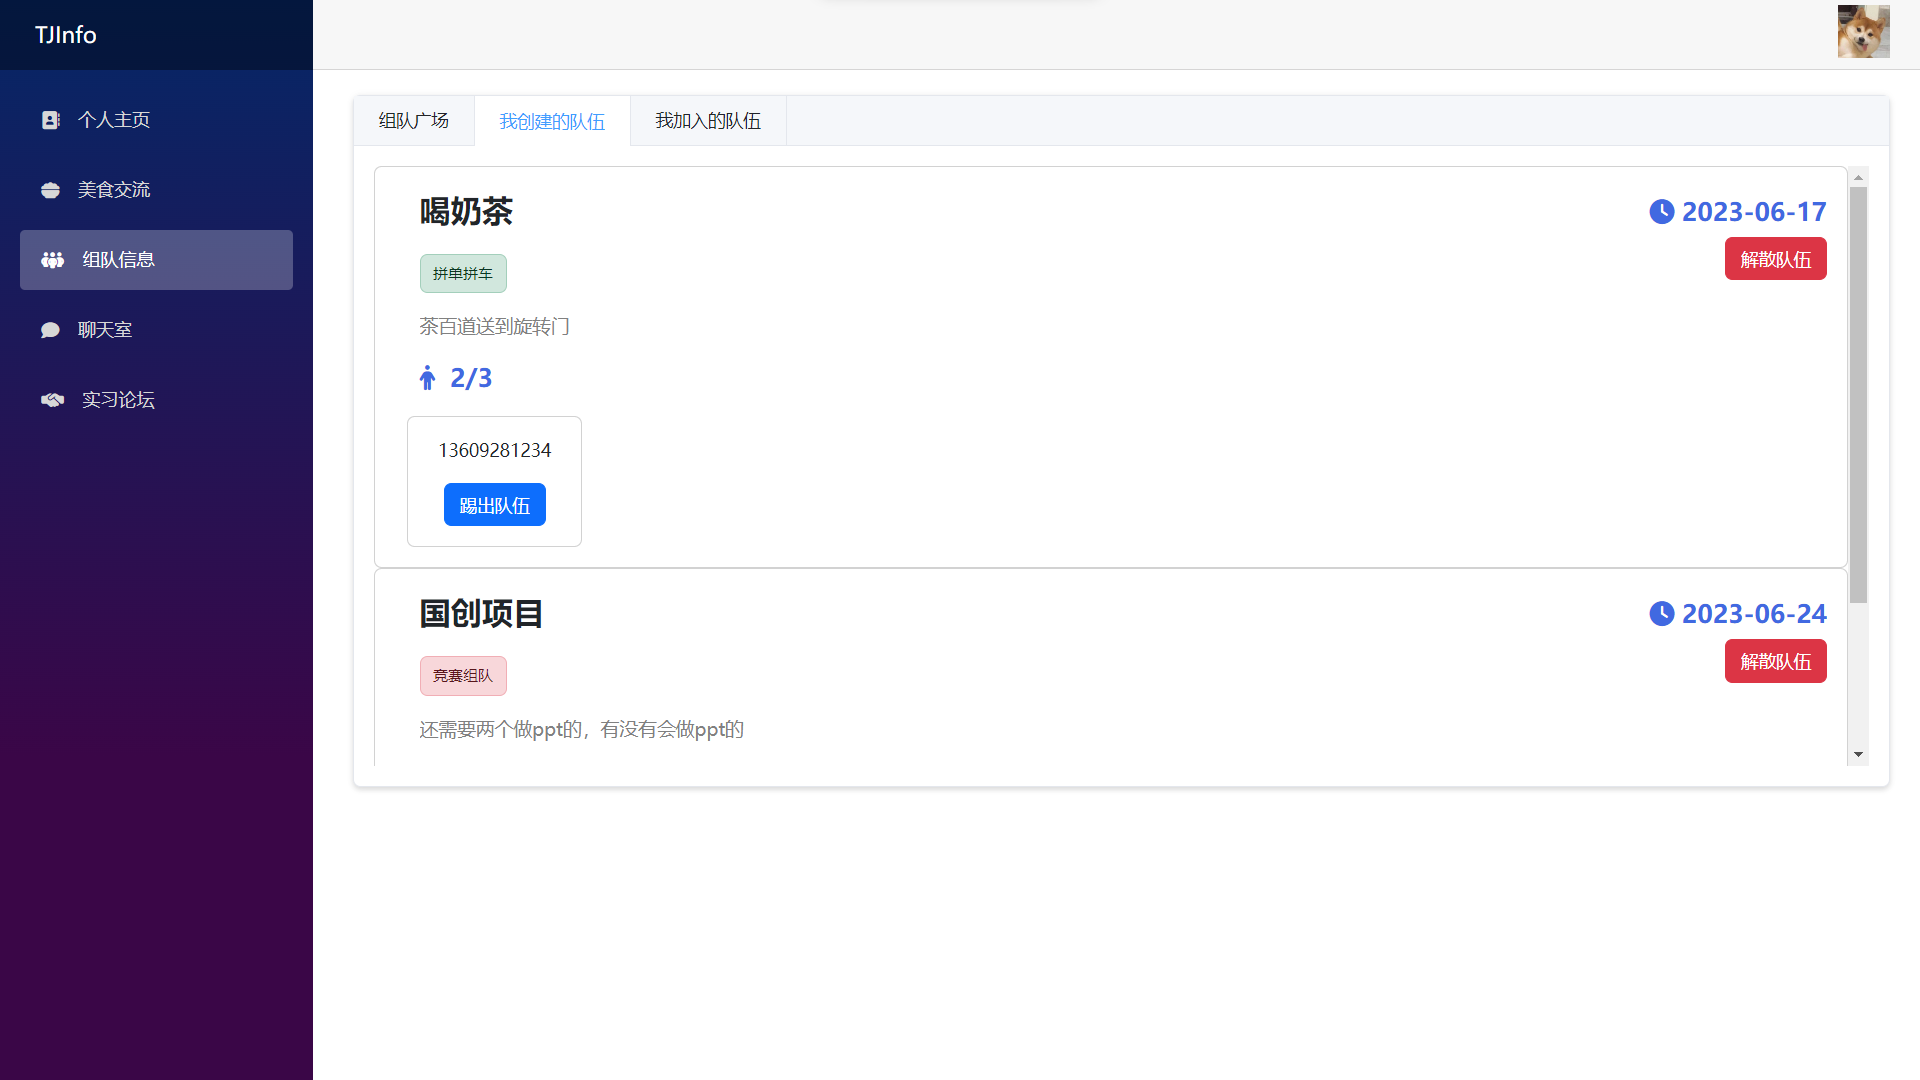 TJInfo
个人主页
美食交流
组队信息
聊天室
实习论坛
组队广场
我创建的队伍
我加入的队伍
喝奶茶
2023-06-17
解散队伍
拼单拼车
茶百道送到旋转门
2/3
13609281234
踢出队伍
国创项目
2023-06-24
解散队伍
竞赛组队
还需要两个做ppt的，有没有会做ppt的